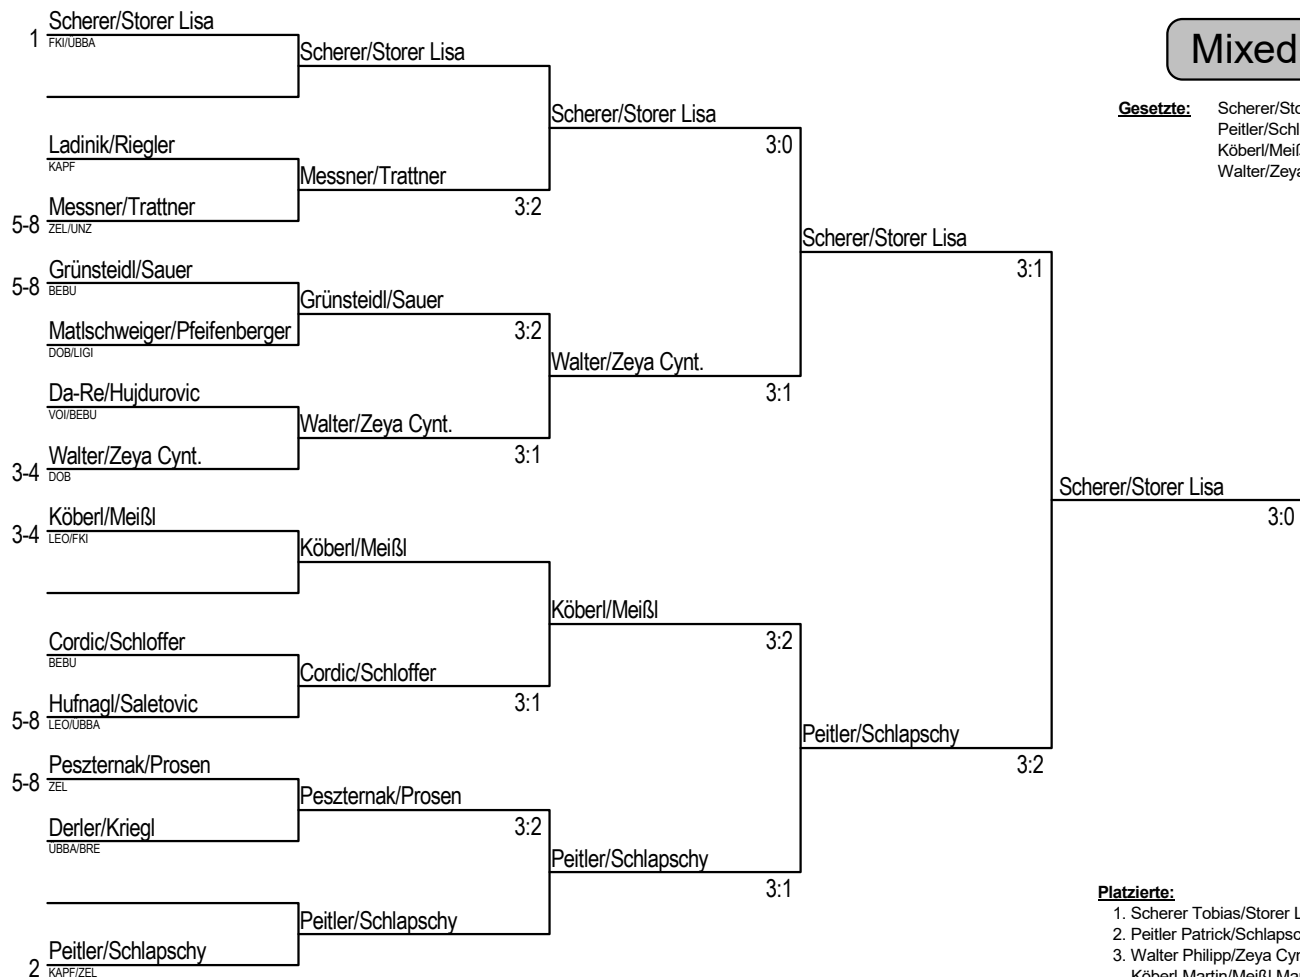 Mixed
Gesetzte:
Scherer/Sto
Peitler/Schl
Köberl/Meiß
Walter/Zeya
1 Scherer/Storer Lisa
FKI/ÜBBA
Ladinik/Riegler
KAPF
5-8 Messner/Trattner
ZEL/UNZ
5-8 Grünsteidl/Sauer
BEBU
Matlschweiger/Pfeifenberger
DOB/LIGI
Da-Re/Hujdurovic
VOI/BEBU
3-4 Walter/Zeya Cynt.
DOB
3-4 Köberl/Meißl
LEO/FKI
Cordic/Schloffer
BEBU
5-8 Hufnagl/Saletovic
LEO/ÜBBA
5-8 Peszternak/Prosen
ZEL
Derler/Kriegl
ÜBBA/BRE
2 Peitler/Schlapschy
KAPF/ZEL
Scherer/Storer Lisa
Messner/Trattner
3:2
Grünsteidl/Sauer
3:2
Walter/Zeya Cynt.
3:1
Köberl/Meißl
Cordic/Schloffer
3:1
Peszternak/Prosen
3:2
Peitler/Schlapschy
Scherer/Storer Lisa
3:0
Walter/Zeya Cynt.
3:1
Köberl/Meißl
3:2
Peitler/Schlapschy
3:1
Scherer/Storer Lisa
3:1
Peitler/Schlapschy
3:2
Scherer/Storer Lisa
3:0
Platzierte:
1. Scherer Tobias/Storer L
2. Peitler Patrick/Schlapsc
3. Walter Philipp/Zeya Cyn
Köberl Martin/Meißl Mar